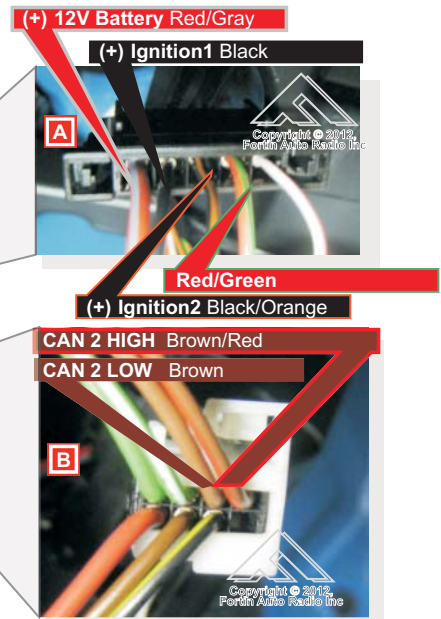 (+) 12V Battery Red/Gray
(+) Ignition1 Black
A
Copyright © 2012,
Fortin Auto Radio Inc
Red/Green
(+) Ignition2 Black/Orange
CAN 2 HIGH Brown/Red
CAN 2 LOW Brown
B
Copyright © 2012,
Fortin Auto Radio Inc